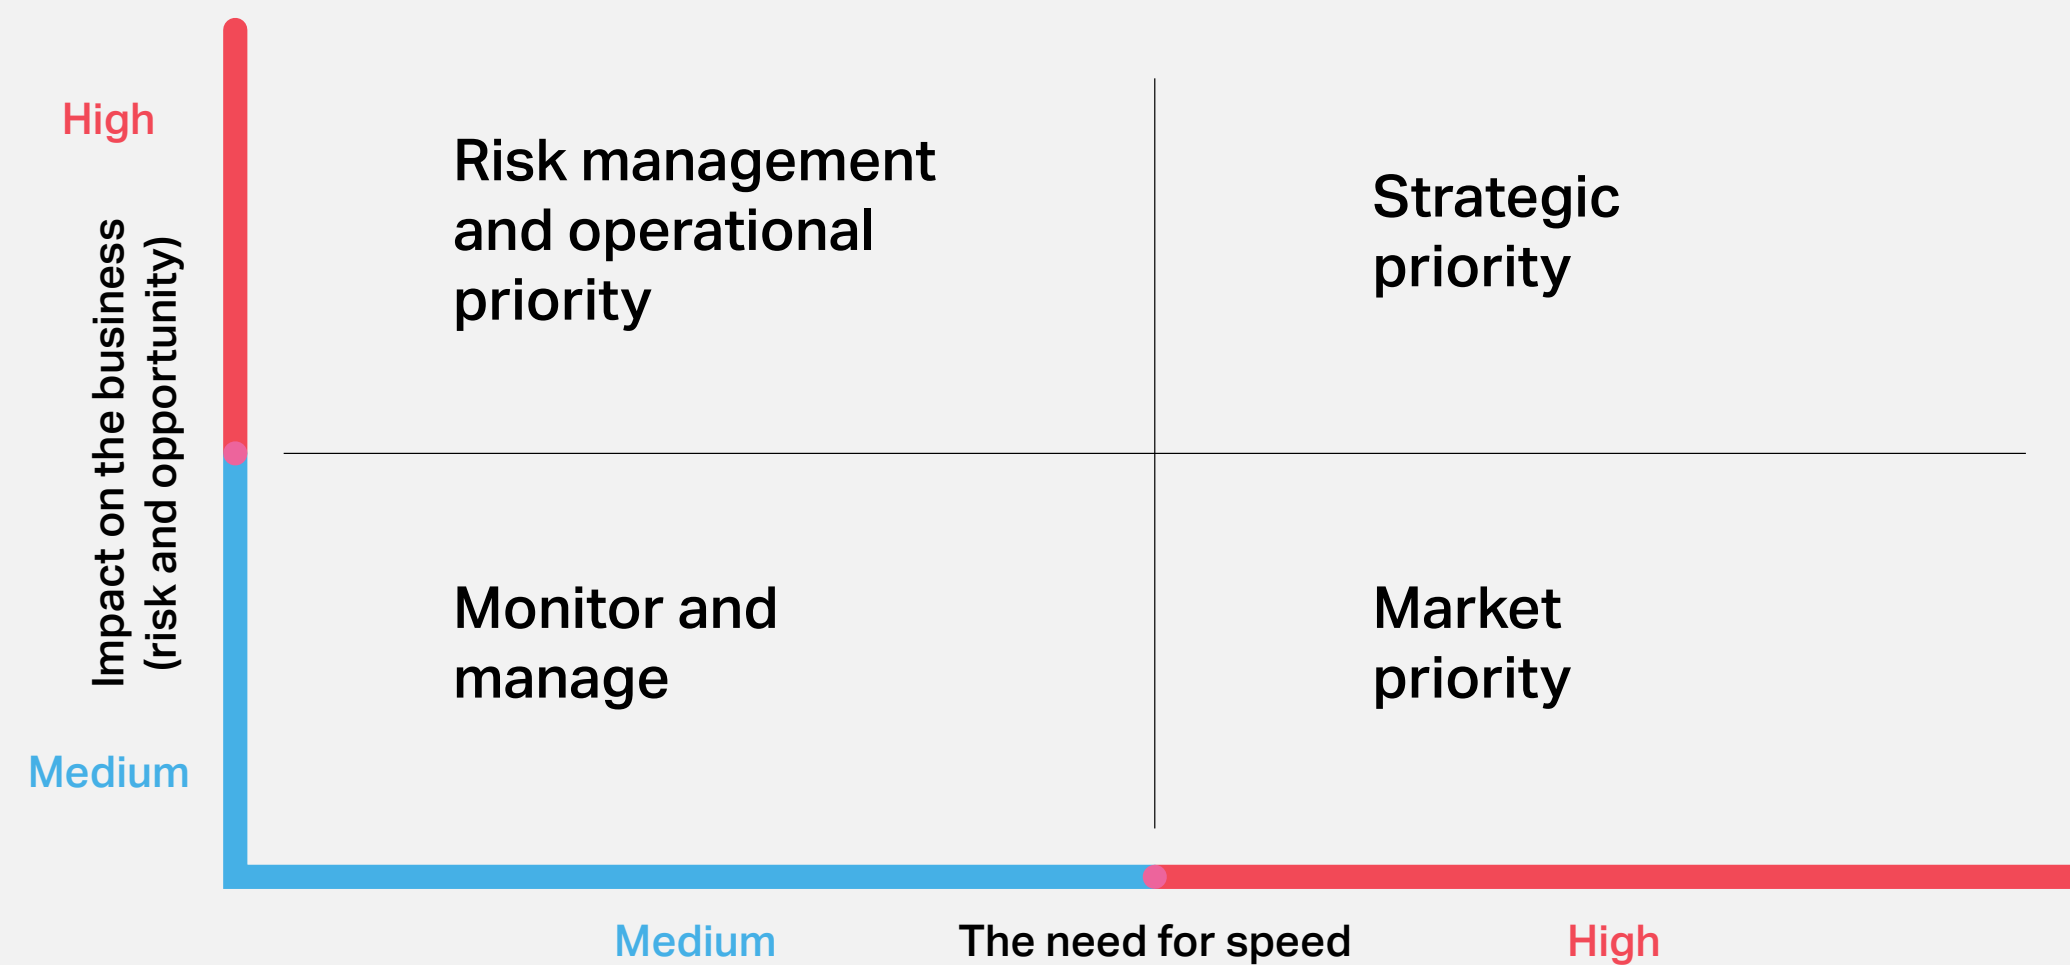 High
Impact on the business
(risk and opportunity)
Medium
Risk management
and operational
priority
Strategic
priority
Monitor and
manage
Market
priority
Medium
The need for speed
High